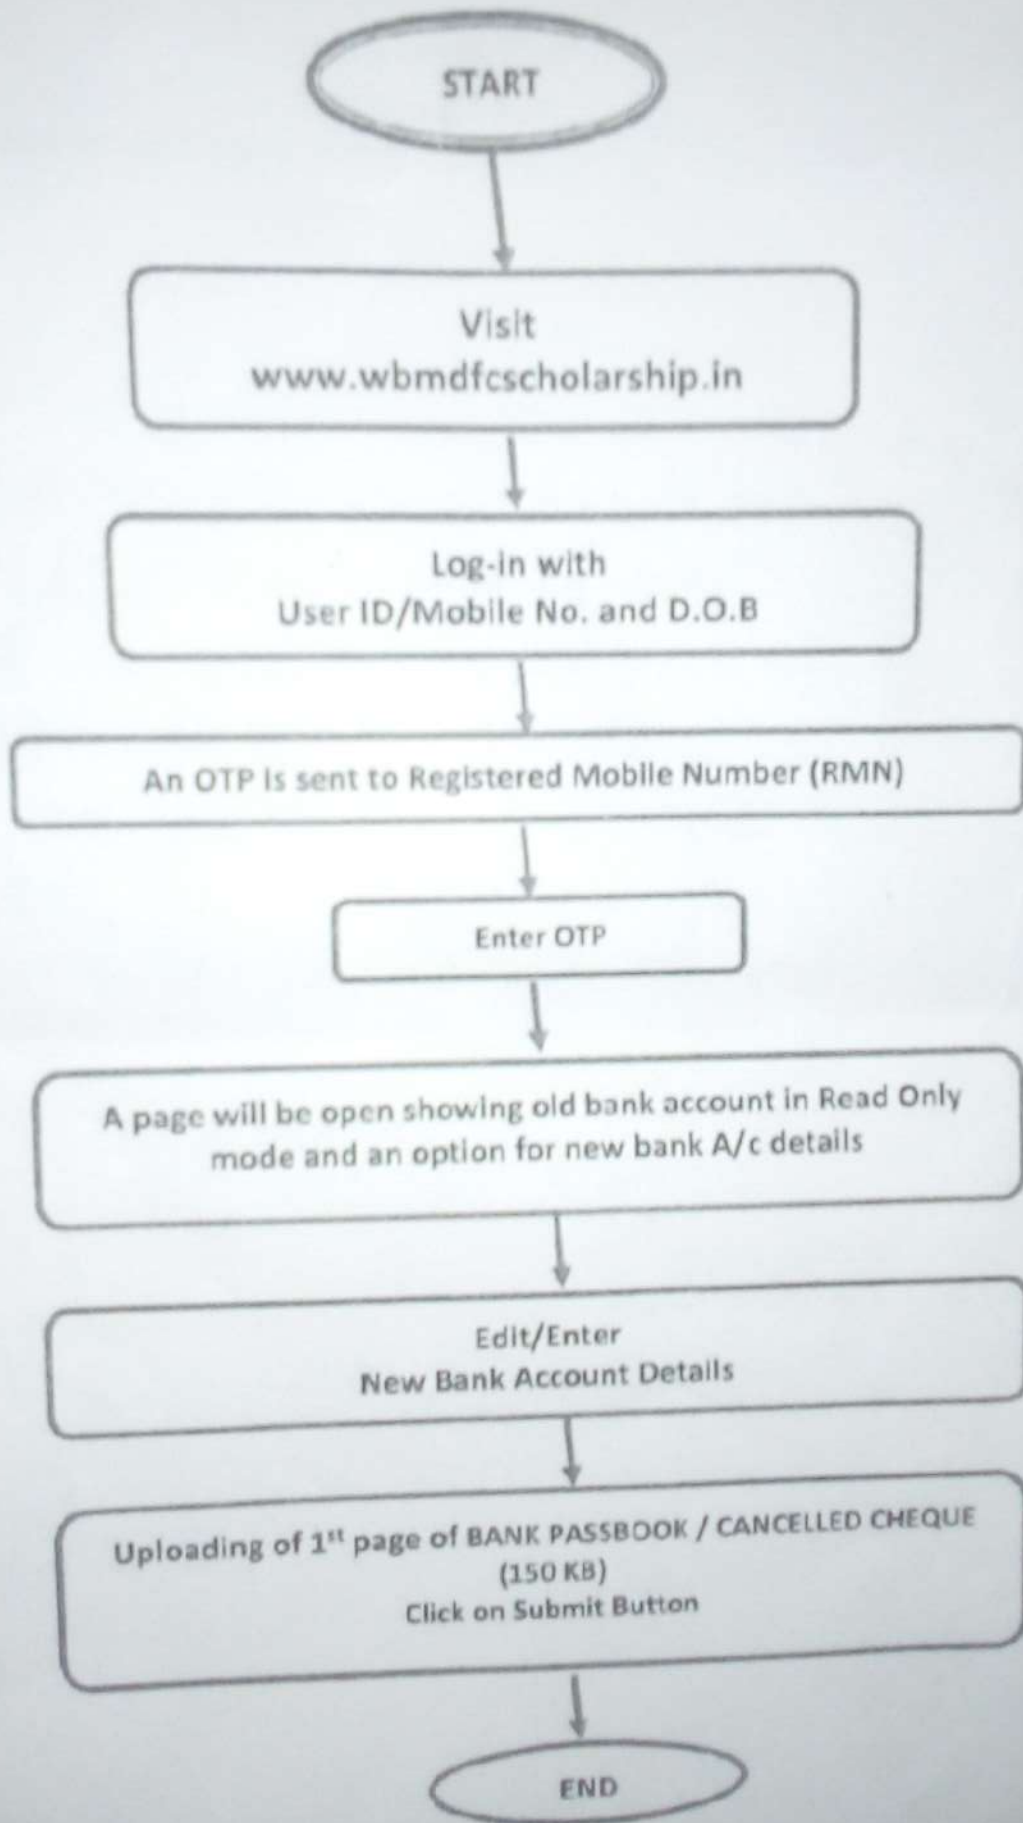 START
Visit
www.wbmdfcscholarship.in
Log-in with
User ID/Mobile No. and D.O.B
An OTP is sent to Registered Mobile Number (RMN)
Enter OTP
A page will be open showing old bank account in Read Only
mode and an option for new bank A/c details
Edit/Enter
New Bank Account Details
Uploading of 1st page of BANK PASSBOOK / CANCELLED CHEQUE
(150 KB)
Click on Submit Button
END